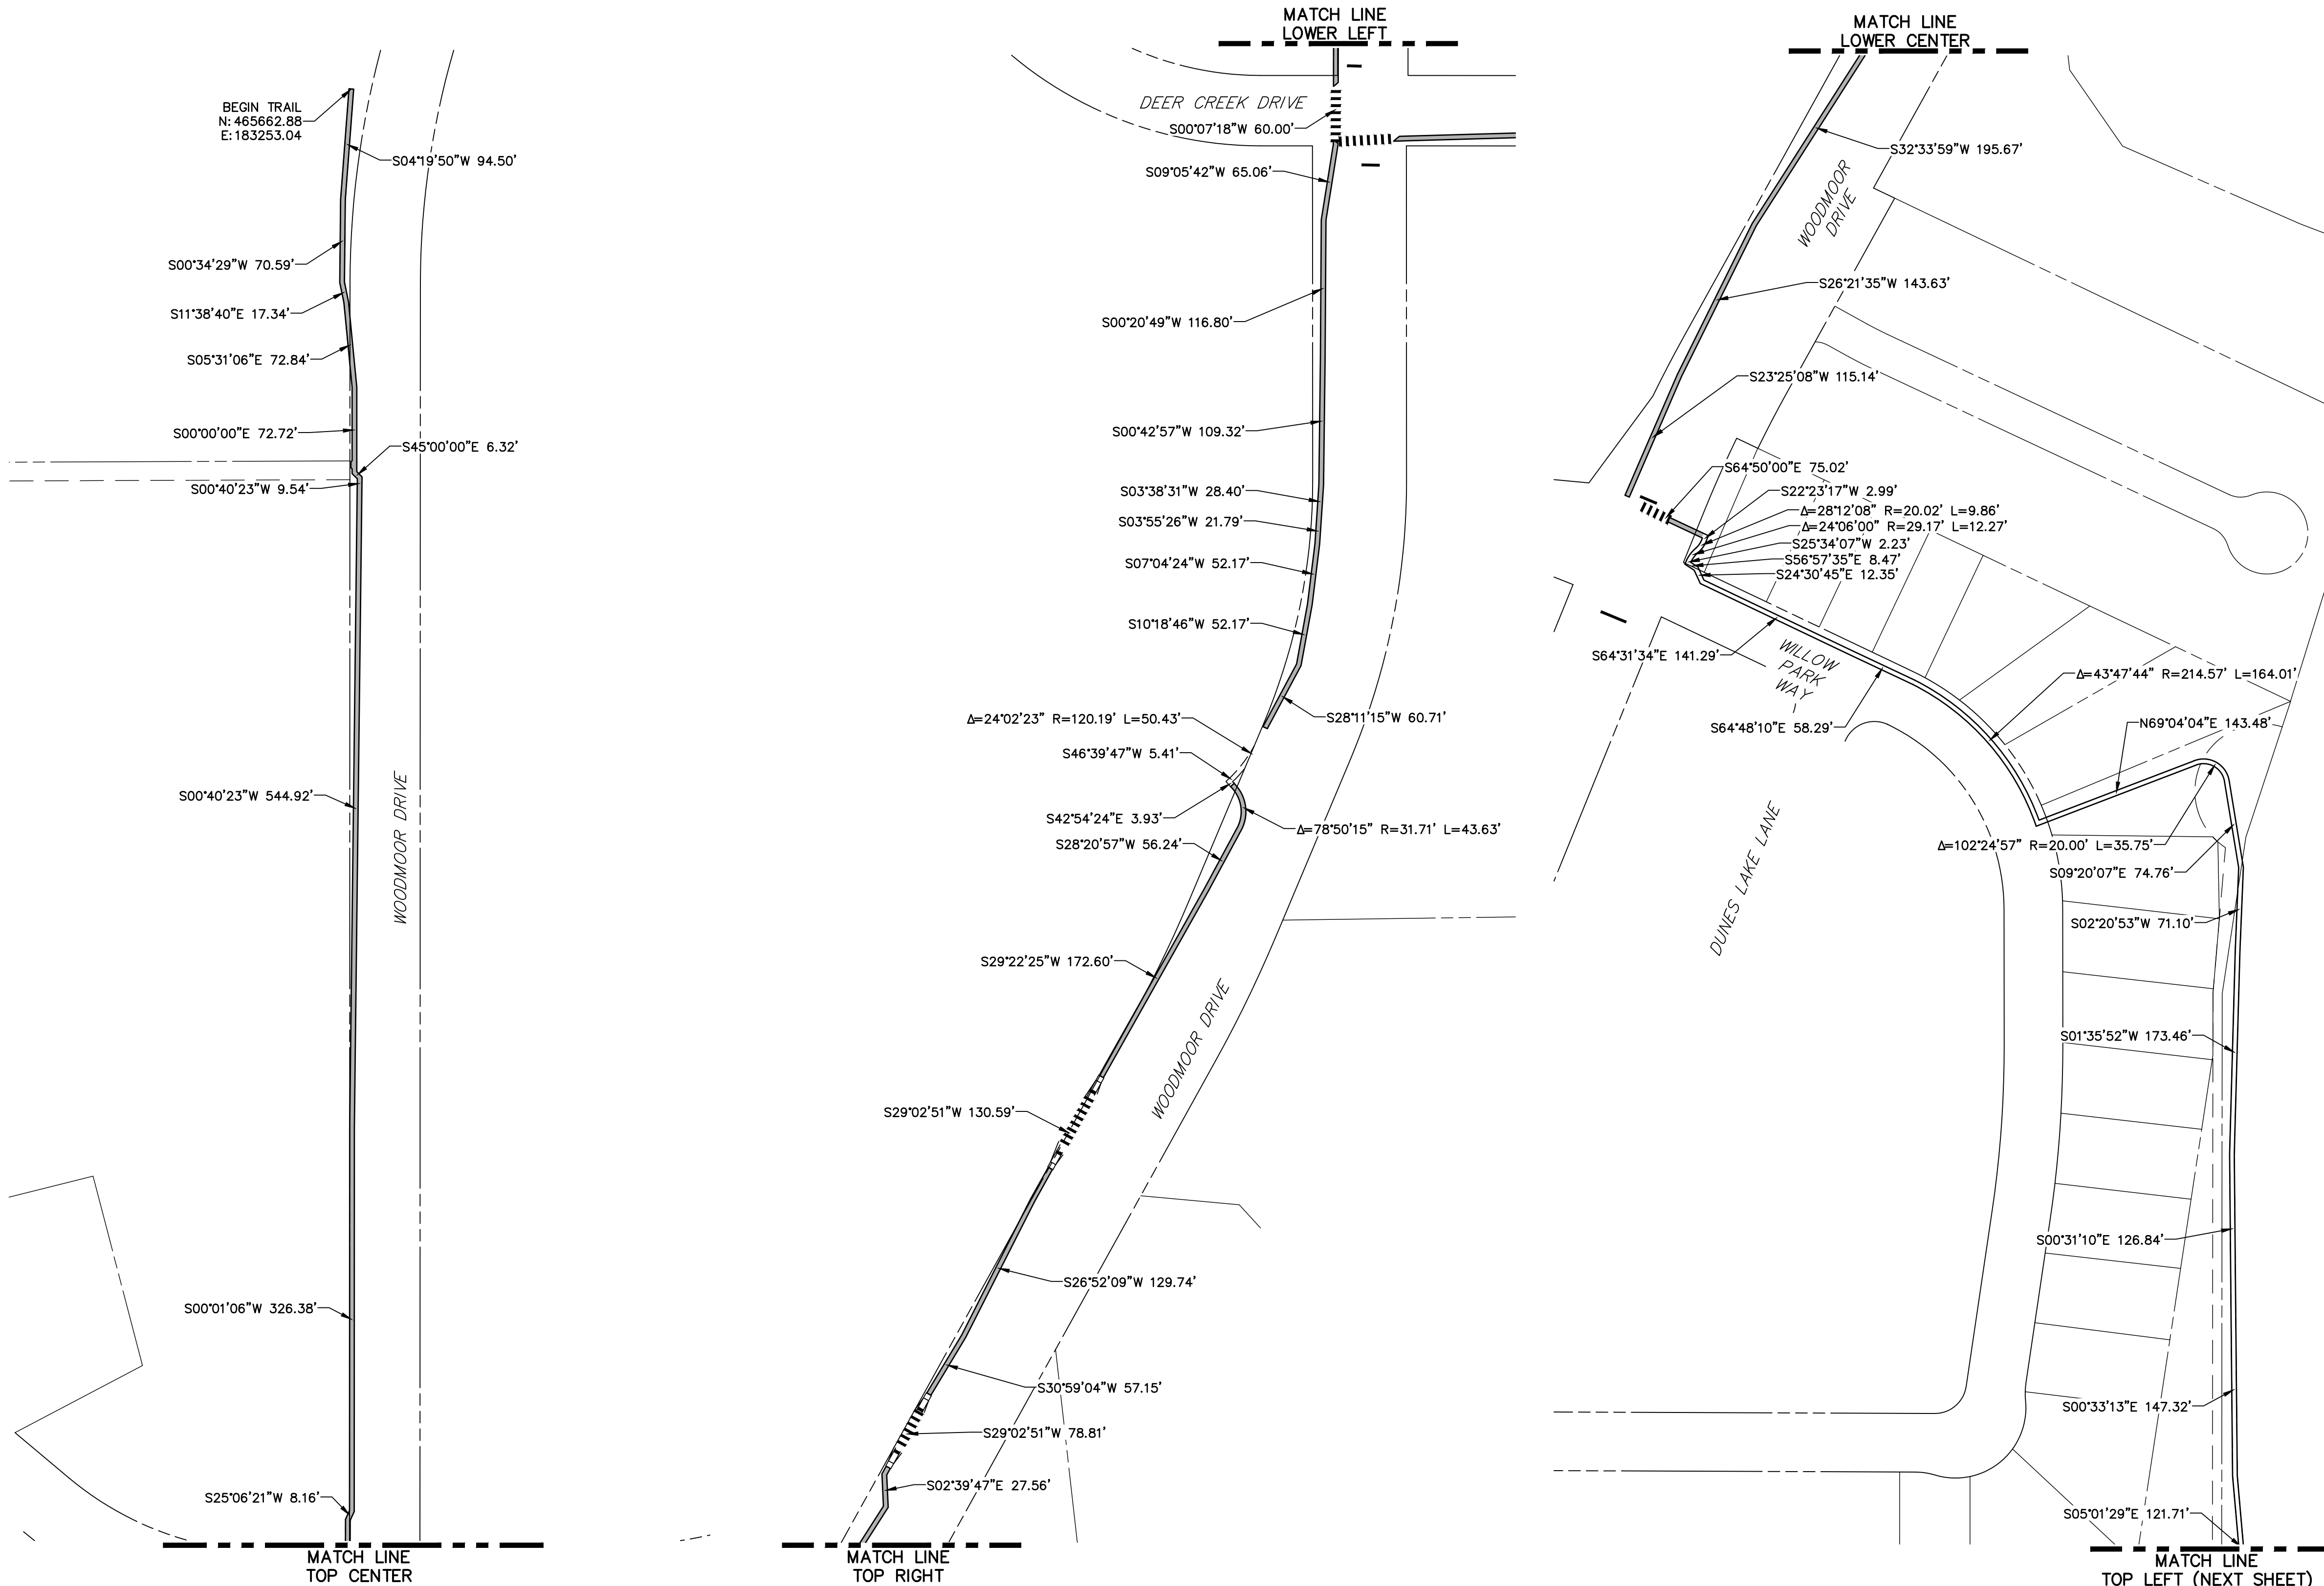 BEGIN TRAIL
N: 465662.88
E: 183253.04
S04°19'50"W 94.50'
S00°34'29"W 70.59'
S11°38'40"E 17.34'
S05°31'06"E 72.84'
S00°00'00"E 72.72'
S45°00'00"E 6.32'
S00°40'23"W 9.54'
S00°40'23"W 544.92'
WOODMOOR DRIVE
S00°01'06"W 326.38'
S25°06'21"W 8.16'
MATCH LINE
TOP CENTER
MATCH LINE
LOWER LEFT
DEER CREEK DRIVE
S00°07'18"W 60.00'
S09°05'42"W 65.06'
S00°20'49"W 116.80'
S00°42'57"W 109.32'
S03°38'31"W 28.40'
S03°55'26"W 21.79'
S07°04'24"W 52.17'
S10°18'46"W 52.17'
S28°11'15"W 60.71'
Δ=24°02'23" R=120.19' L=50.43'
S46°39'47"W 5.41'
S42°54'24"E 3.93'
Δ=78°50'15" R=31.71' L=43.63'
S28°20'57"W 56.24'
S29°22'25"W 172.60'
WOODMOOR DRIVE
S29°02'51"W 130.59'
S26°52'09"W 129.74'
S30°59'04"W 57.15'
S29°02'51"W 78.81'
S02°39'47"E 27.56'
MATCH LINE
TOP RIGHT
MATCH LINE
LOWER CENTER
S32°33'59"W 195.67'
WOODMOOR
DRIVE
S26°21'35"W 143.63'
S23°25'08"W 115.14'
S64°50'00"E 75.02'
S22°23'17"W 2.99'
Δ=28°12'08" R=20.02' L=9.86'
Δ=24°06'00" R=29.17' L=12.27'
S25°34'07"W 2.23'
S56°57'35"E 8.47'
S24°30'45"E 12.35'
S64°31'34"E 141.29'
WILLOW
PARK
WAY
S64°48'10"E 58.29'
Δ=43°47'44" R=214.57' L=164.01'
N69°04'04"E 143.48'
DUNES LAKE LANE
Δ=102°24'57" R=20.00' L=35.75'
S09°20'07"E 74.76'
S02°20'53"W 71.10'
S01°35'52"W 173.46'
S00°31'10"E 126.84'
S00°33'13"E 147.32'
S05°01'29"E 121.71'
MATCH LINE
TOP LEFT (NEXT SHEET)